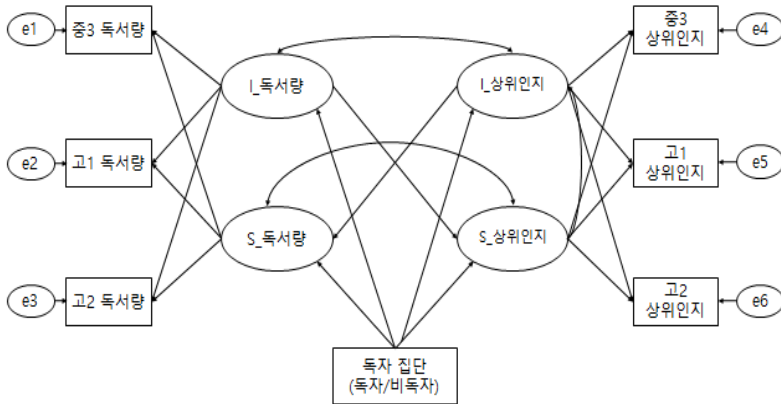 e1
중3 독서량
I_독서량
I_상위인지
중3
상위인지
e4
e2
고1 독서량
고1
상위인지
e5
S_독서량
S_상위인지
e3
고2 독서량
고2
상위인지
e6
독자 집단
(독자/비독자)